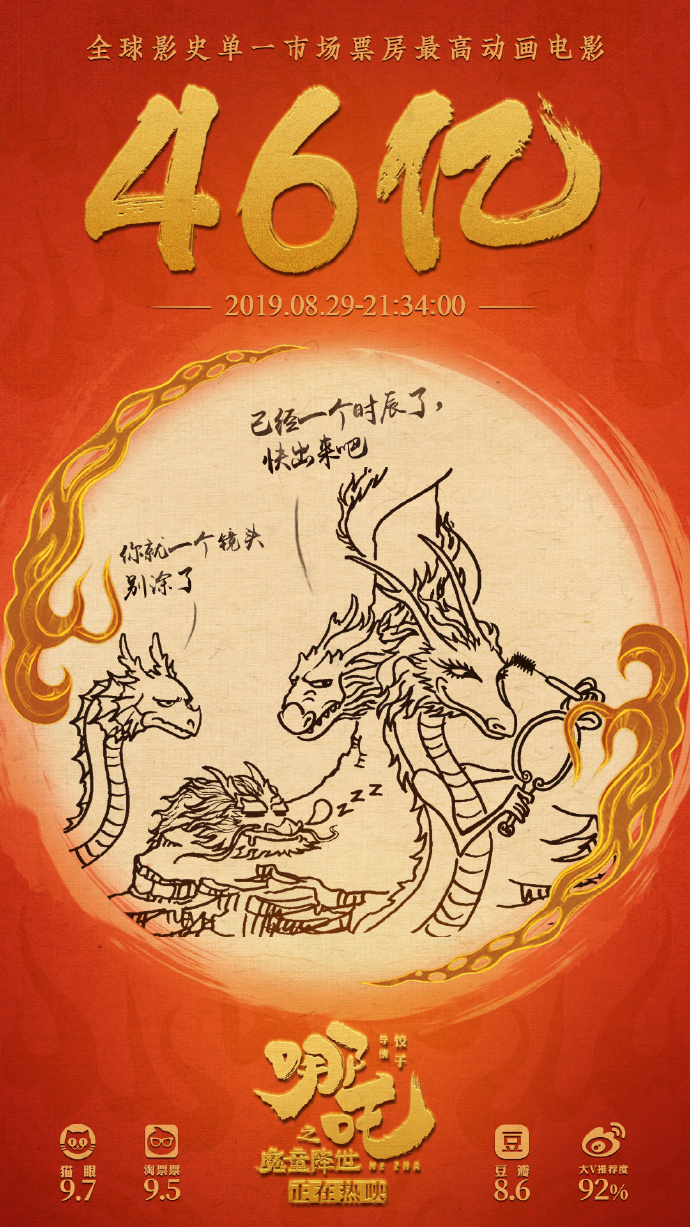 全球影史单一市场票房最高动画电影
46亿
2019.08.29-21:34:00
已经一个时辰了，
快出来吧
你就一个镜头
别涂了
zzzz
导演 饺子
哪吒
之
魔童降世 NE ZHA
正在热映
猫眼
9.7
淘票票
9.5
豆
豆瓣
8.6
大V推荐度
92%